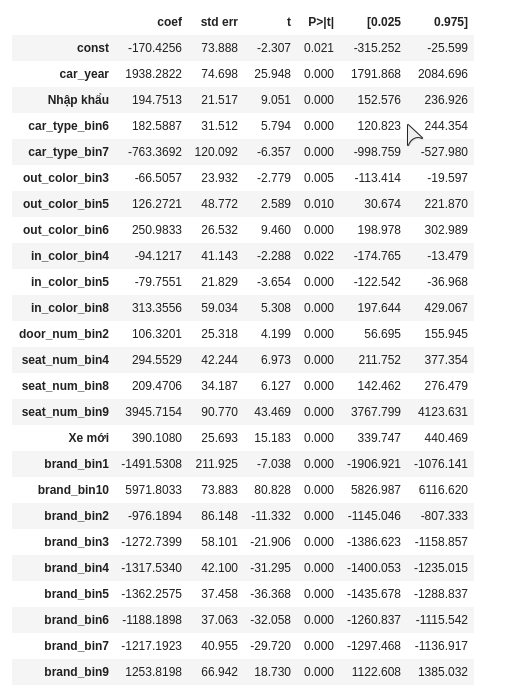 coef std err t P>|t| [0.025 0.975]
const -170.4256 73.888 -2.307 0.021 -315.252 -25.599
car_year 1938.2822 74.698 25.948 0.000 1791.868 2084.696
Nhập khẩu 194.7513 21.517 9.051 0.000 152.576 236.926
car_type_bin6 182.5887 31.512 5.794 0.000 120.823 244.354
car_type_bin7 -763.3692 120.092 -6.357 0.000 -998.759 -527.980
out_color_bin3 -66.5057 23.932 -2.779 0.005 -113.414 -19.597
out_color_bin5 126.2721 48.772 2.589 0.010 30.674 221.870
out_color_bin6 250.9833 26.532 9.460 0.000 198.978 302.989
in_color_bin4 -94.1217 41.143 -2.288 0.022 -174.765 -13.479
in_color_bin5 -79.7551 21.829 -3.654 0.000 -122.542 -36.968
in_color_bin8 313.3556 59.034 5.308 0.000 197.644 429.067
door_num_bin2 106.3201 25.318 4.199 0.000 56.695 155.945
seat_num_bin4 294.5529 42.244 6.973 0.000 211.752 377.354
seat_num_bin8 209.4706 34.187 6.127 0.000 142.462 276.479
seat_num_bin9 3945.7154 90.770 43.469 0.000 3767.799 4123.631
Xe mới 390.1080 25.693 15.183 0.000 339.747 440.469
brand_bin1 -1491.5308 211.925 -7.038 0.000 -1906.921 -1076.141
brand_bin10 5971.8033 73.883 80.828 0.000 5826.987 6116.620
brand_bin2 -976.1894 86.148 -11.332 0.000 -1145.046 -807.333
brand_bin3 -1272.7399 58.101 -21.906 0.000 -1386.623 -1158.857
brand_bin4 -1317.5340 42.100 -31.295 0.000 -1400.053 -1235.015
brand_bin5 -1362.2575 37.458 -36.368 0.000 -1435.678 -1288.837
brand_bin6 -1188.1898 37.063 -32.058 0.000 -1260.837 -1115.542
brand_bin7 -1217.1923 40.955 -29.720 0.000 -1297.468 -1136.917
brand_bin9 1253.8198 66.942 18.730 0.000 1122.608 1385.032